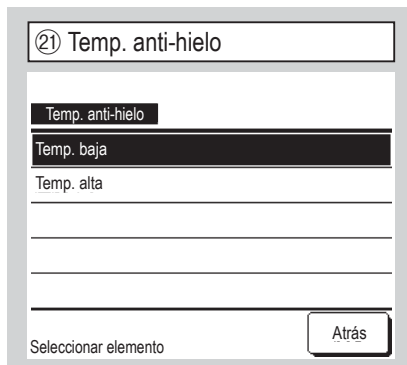 ㉑ Temp. anti-hielo
Temp. anti-hielo
Temp. baja
Temp. alta
Seleccionar elemento
Atrás